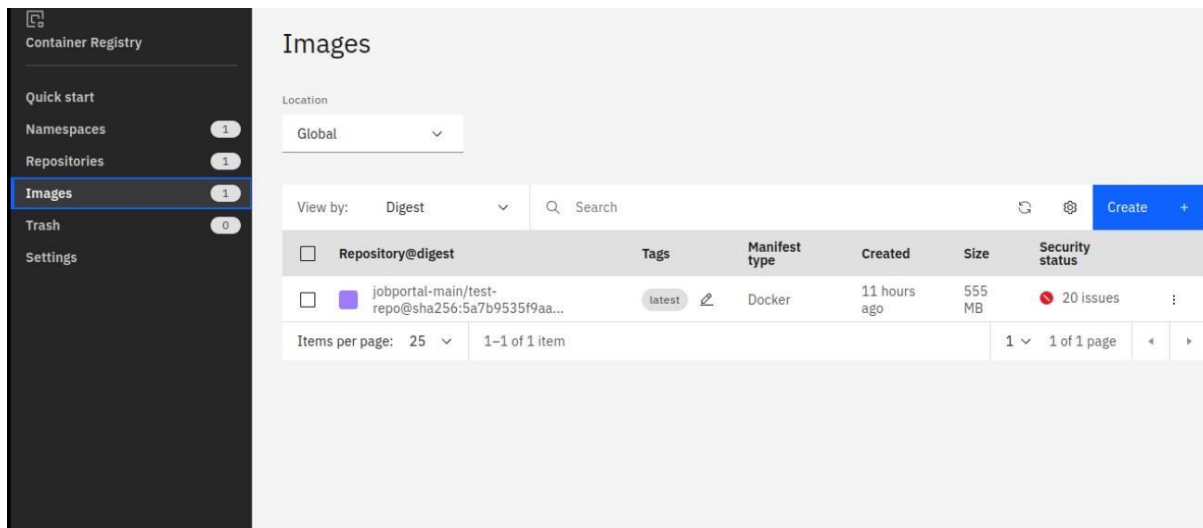 Container Registry
Quick start
Namespaces 1
Repositories 1
Images 1
Trash 0
Settings
Images
Location
Global
View by: Digest Search Create +
Repository@digest Tags Manifest type Created Size Security status
jobportal-main/test-
repo@sha256:5a7b9535f9aa... latest Docker 11 hours ago 555 MB 20 issues
Items per page: 25 1–1 of 1 item 1 1 of 1 page